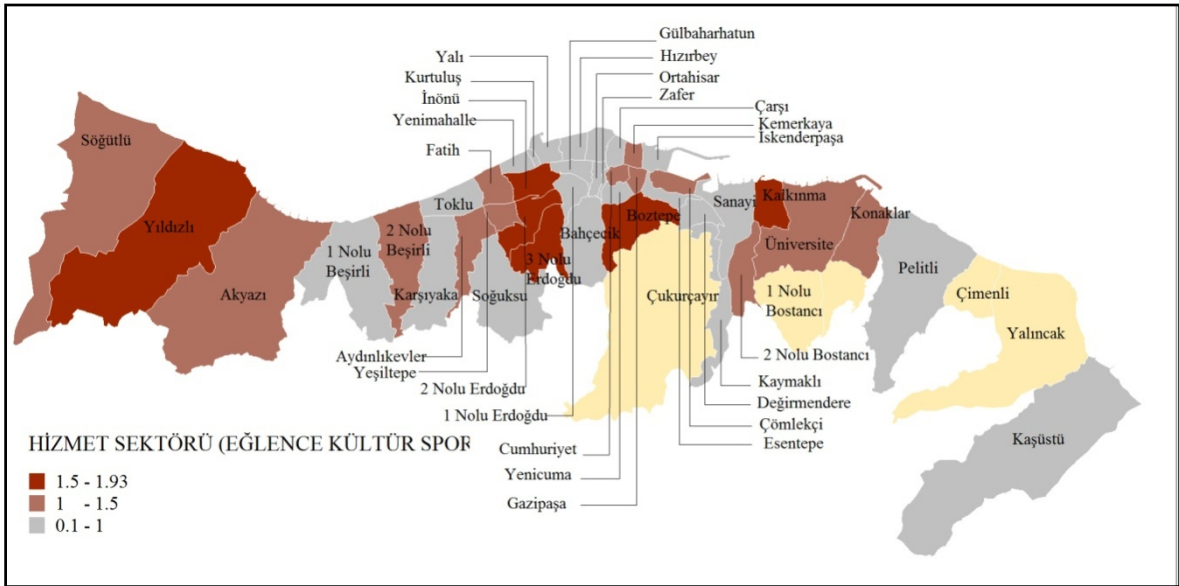 Gülbaharhatun
Yalı
Hızırbey
Kurtuluş
Ortahisar
İnönü
Zafer
Yenimahalle
Çarşı
Kemerkaya
Fatih
İskenderpaşa
Söğütlü
Toklu
Sanayi
Kalkınma
Yıldızlı
Boztepe
Konaklar
2 Nolu
Beşirli
Bahçecik
1 Nolu
Beşirli
Üniversite
3 Nolu
Erdoğdu
Pelitli
Akyazı
Karşıyaka
Soğuksu
Çukurçayır
1 Nolu
Bostancı
Çimenli
Yalıncak
Aydınlıkevler
Yeşiltepe
2 Nolu Bostancı
2 Nolu Erdoğdu
Kaymaklı
1 Nolu Erdoğdu
Değirmendere
Çömlekçi
Esentepe
Kaşüstü
HİZMET SEKTÖRÜ (EĞLENCE KÜLTÜR SPOR
Cumhuriyet
Yenicuma
Gazipaşa
1.5 - 1.93
1 - 1.5
0.1 - 1